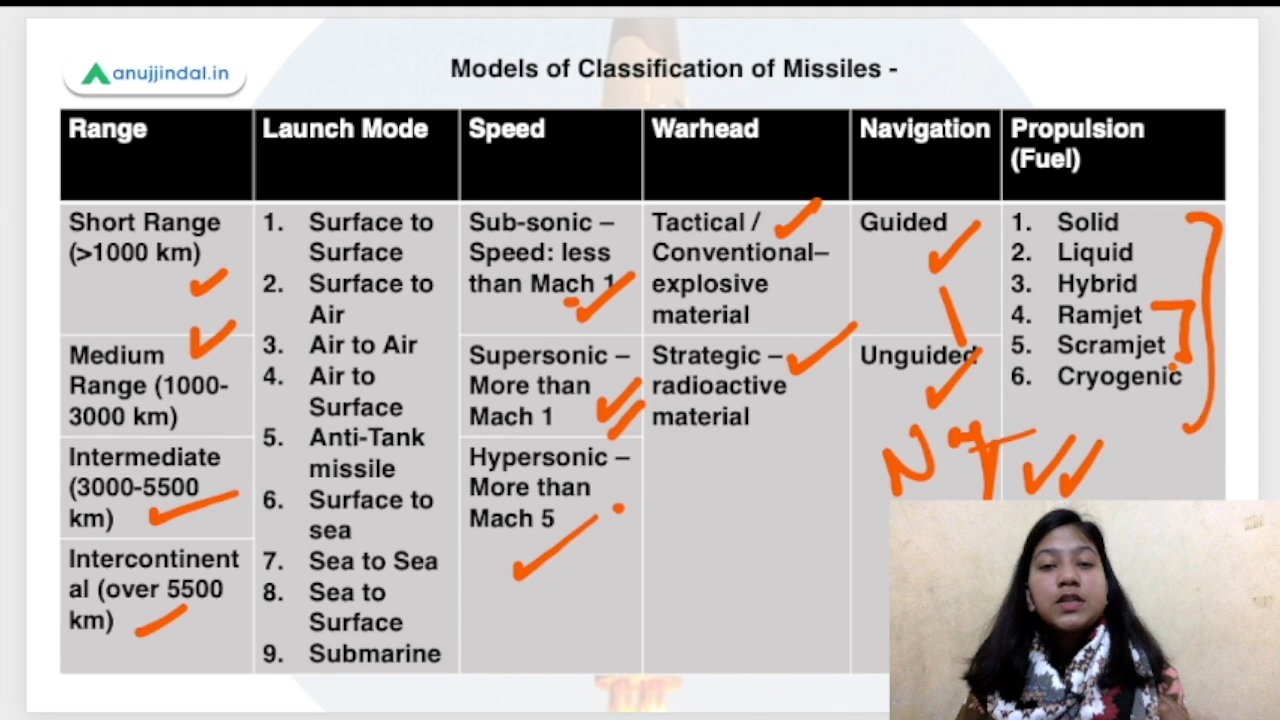 anujjindal.in
Models of Classification of Missiles -
Range
Launch Mode
Speed
Warhead
Navigation
Propulsion
(Fuel)
Short Range
(>1000 km)
Medium
Range (1000-
3000 km)
Intermediate
(3000-5500
km)
Intercontinent
al (over 5500
km)
1. Surface to
Surface
2. Surface to
Air
3. Air to Air
4. Air to
Surface
5. Anti-Tank
missile
6. Surface to
sea
7. Sea to Sea
8. Sea to
Surface
9. Submarine
Sub-sonic –
Speed: less
than Mach 1
Supersonic –
More than
Mach 1
Hypersonic –
More than
Mach 5
Tactical /
Conventional–
explosive
material
Strategic –
radioactive
material
Guided
Unguided
1. Solid
2. Liquid
3. Hybrid
4. Ramjet
5. Scramjet
6. Cryogenic